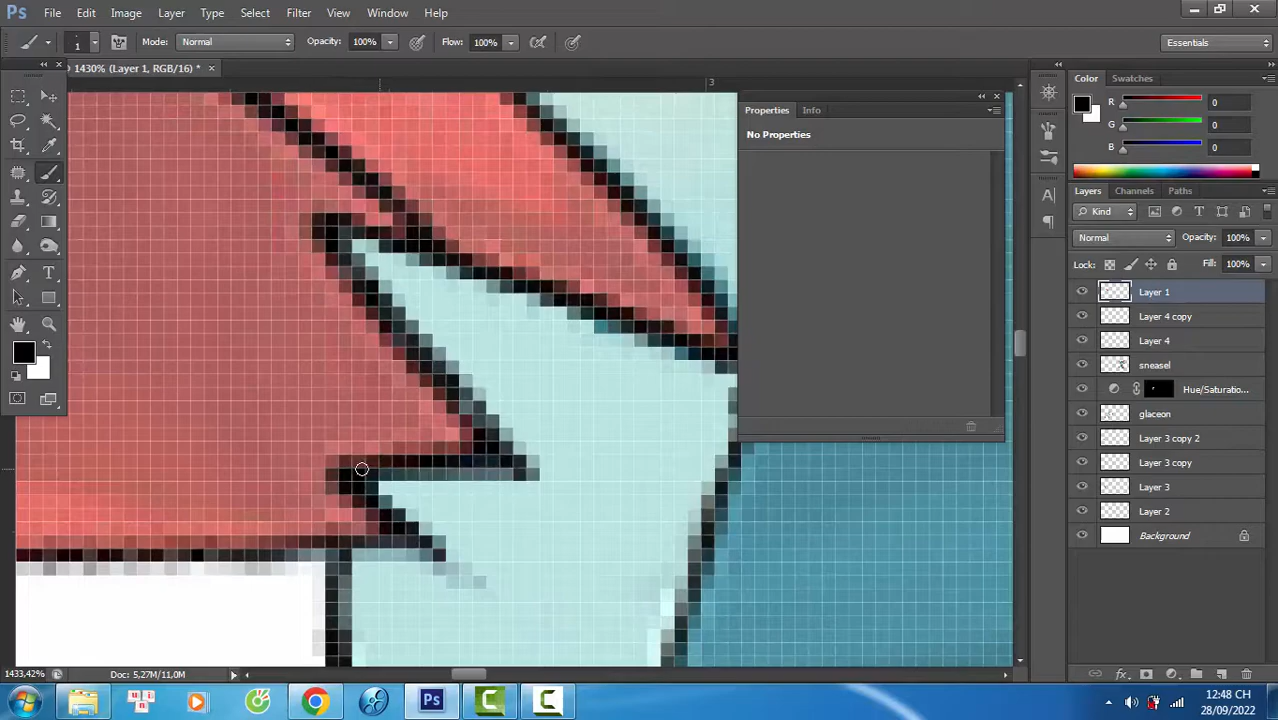 Ps File Edit Image Layer Type Select Filter 3D View Window Help
1 Mode: Normal Opacity: 100% Flow: 100% Essentials
1430% (Layer 1, RGB/16) * ×
3
Properties Info
No Properties
Color Swatches
R 0
G 0
B 0
Layers Channels Paths
Kind
Normal Opacity: 100%
Lock: Fill: 100%
Layer 1
Layer 4 copy
Layer 4
sneasel
Hue/Saturatio...
glaceon
Layer 3 copy 2
Layer 3 copy
Layer 3
Layer 2
Background
1433,42% Doc: 5,27M/11,0M
12:48 CH
28/09/2022